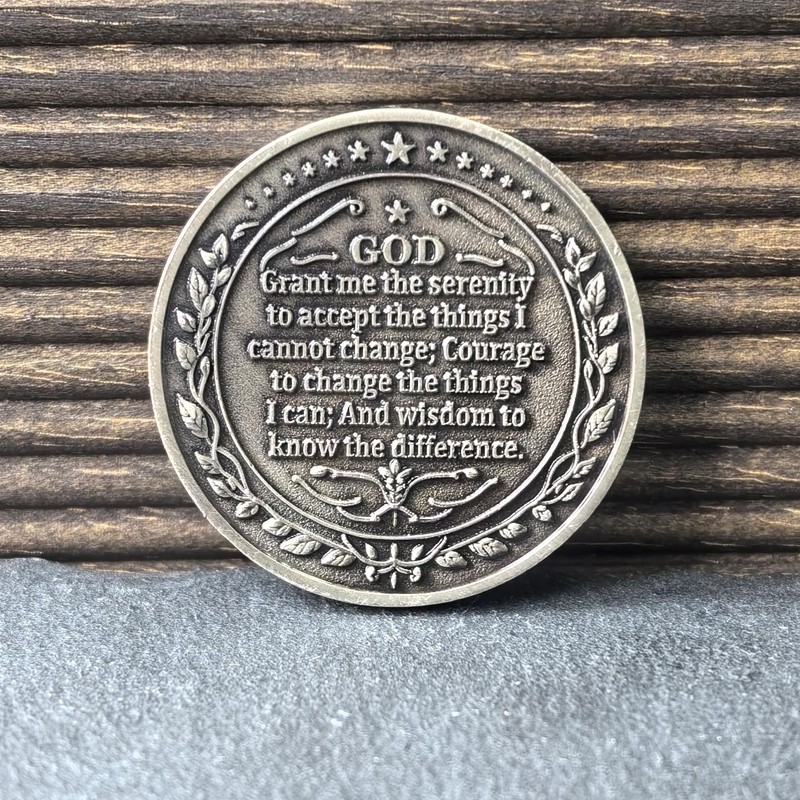 GOD
Grant me the serenity
to accept the things I
cannot change; Courage
to change the things
I can; And wisdom to
know the difference.